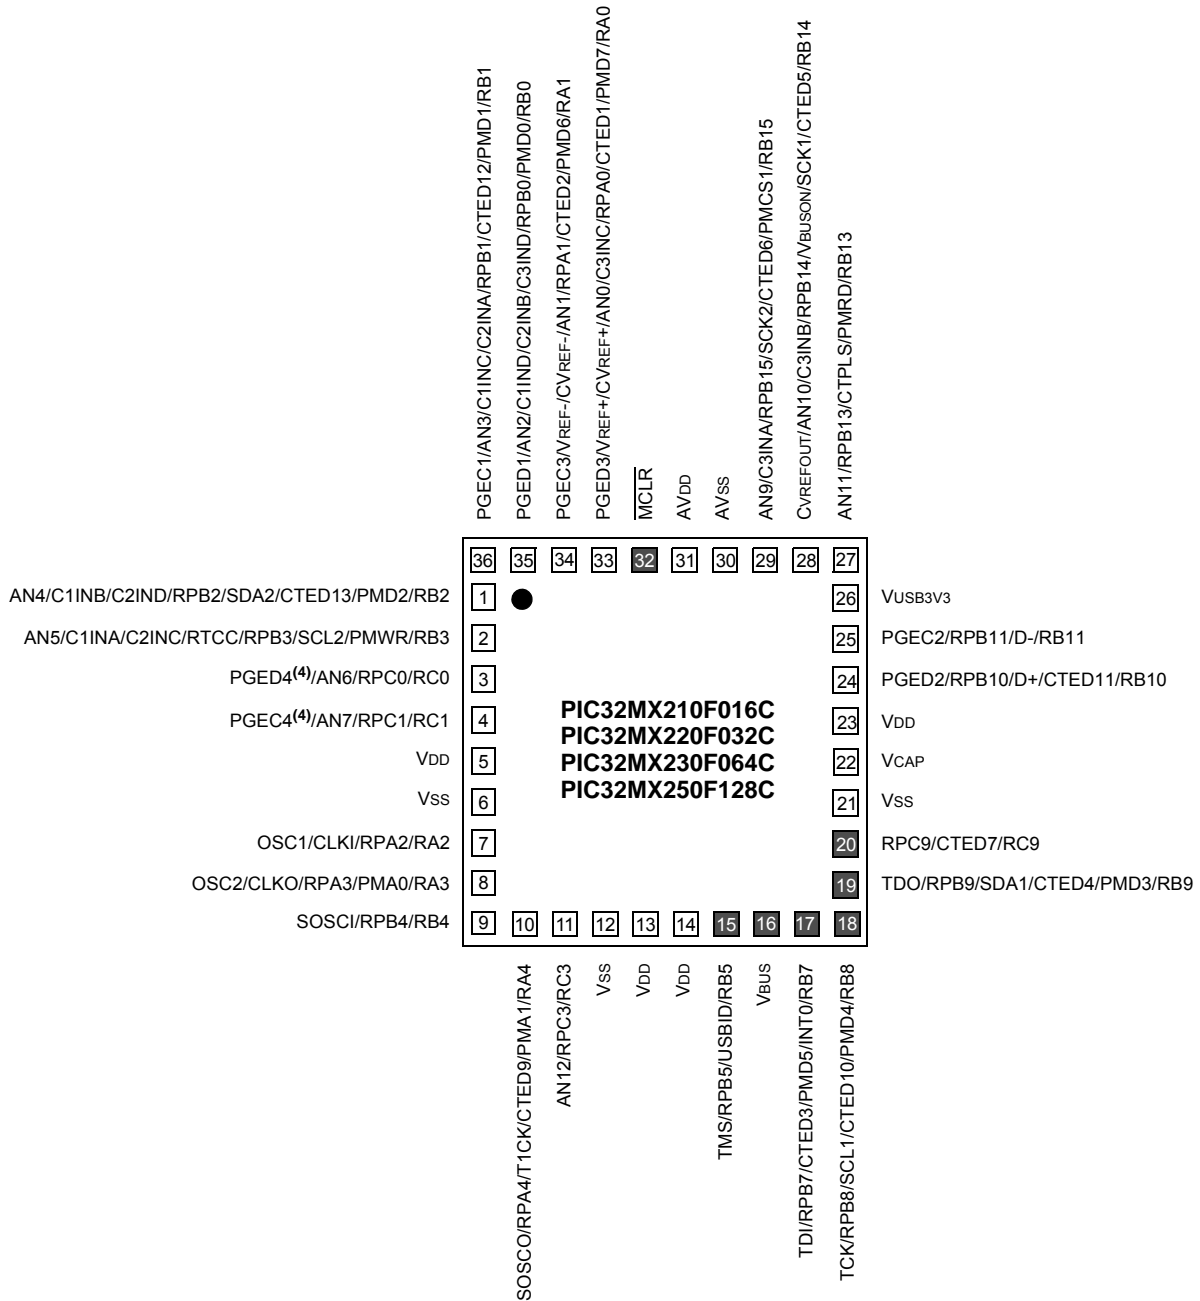 PGEC1/AN3/C1INC/C2INA/RPB1/CTED12/PMD1/RB1
PGED1/AN2/C1IND/C2INB/C3IND/RPB0/PMD0/RB0
PGEC3/VREF-/CVREF-/AN1/RPA1/CTED2/PMD6/RA1
PGED3/VREF+/CVREF+/AN0/C3INC/RPA0/CTED1/PMD7/RA0
MCLR
AVDD
AVSS
AN9/C3INA/RPB15/SCK2/CTED6/PMCS1/RB15
CVREFOUT/AN10/C3INB/RPB14/VBUSON/SCK1/CTED5/RB14
AN11/RPB13/CTPLS/PMRD/RB13
36 35 34 33 32 31 30 29 28 27
AN4/C1INB/C2IND/RPB2/SDA2/CTED13/PMD2/RB2 1
26 VUSB3V3
AN5/C1INA/C2INC/RTCC/RPB3/SCL2/PMWR/RB3 2
25 PGEC2/RPB11/D-/RB11
PGED4(4)/AN6/RPC0/RC0 3
24 PGED2/RPB10/D+/CTED11/RB10
PGEC4(4)/AN7/RPC1/RC1 4
23 VDD
VDD 5
22 VCAP
VSS 6
21 VSS
OSC1/CLKI/RPA2/RA2 7
20 RPC9/CTED7/RC9
OSC2/CLKO/RPA3/PMA0/RA3 8
19 TDO/RPB9/SDA1/CTED4/PMD3/RB9
SOSCI/RPB4/RB4 9
PIC32MX210F016C
PIC32MX220F032C
PIC32MX230F064C
PIC32MX250F128C
10 11 12 13 14 15 16 17 18
SOSCO/RPA4/T1CK/CTED9/PMA1/RA4
AN12/RPC3/RC3
VSS
VDD
VDD
TMS/RPB5/USBID/RB5
VBUS
TDI/RPB7/CTED3/PMD5/INT0/RB7
TCK/RPB8/SCL1/CTED10/PMD4/RB8